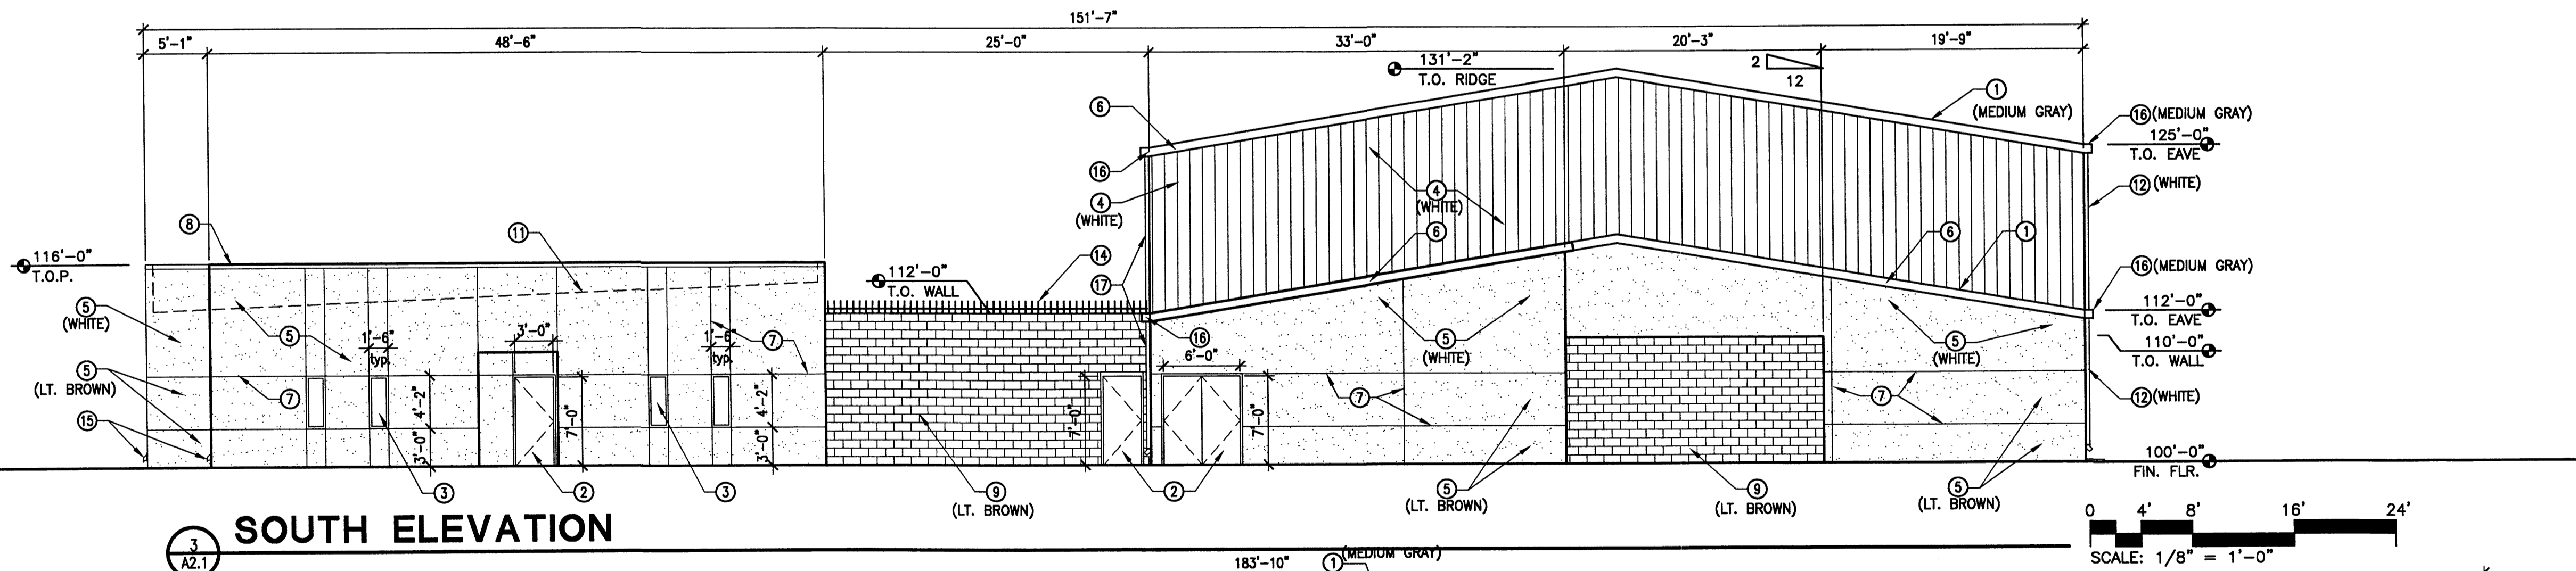 151'-7"
5'-1" 48'-6" 25'-0" 33'-0" 20'-3" 19'-9"
131'-2"
T.O. RIDGE
2
12
6
1
(MEDIUM GRAY)
16 (MEDIUM GRAY)
125'-0"
T.O. EAVE
16
4
(WHITE)
4
(WHITE)
12 (WHITE)
8
11
6
6
1
116'-0"
T.O.P.
14
112'-0"
T.O. WALL
17
16 (MEDIUM GRAY)
112'-0"
T.O. EAVE
5
(WHITE)
5
1'-6"
typ.
3'-0"
1'-6"
typ.
7
16
6'-0"
5
(WHITE)
5
(WHITE)
110'-0"
T.O. WALL
5
(LT. BROWN)
7
4'-2"
3'-0"
7'-0"
4'-2"
3'-0"
7'-0"
7'-0"
7
7
12 (WHITE)
15
100'-0"
FIN. FLR.
3
2
3
9
(LT. BROWN)
2
5
(LT. BROWN)
9
(LT. BROWN)
5
(LT. BROWN)
3
A2.1
SOUTH ELEVATION
0 4' 8' 16' 24'
SCALE: 1/8" = 1'-0"
183'-10"
1 (MEDIUM GRAY)